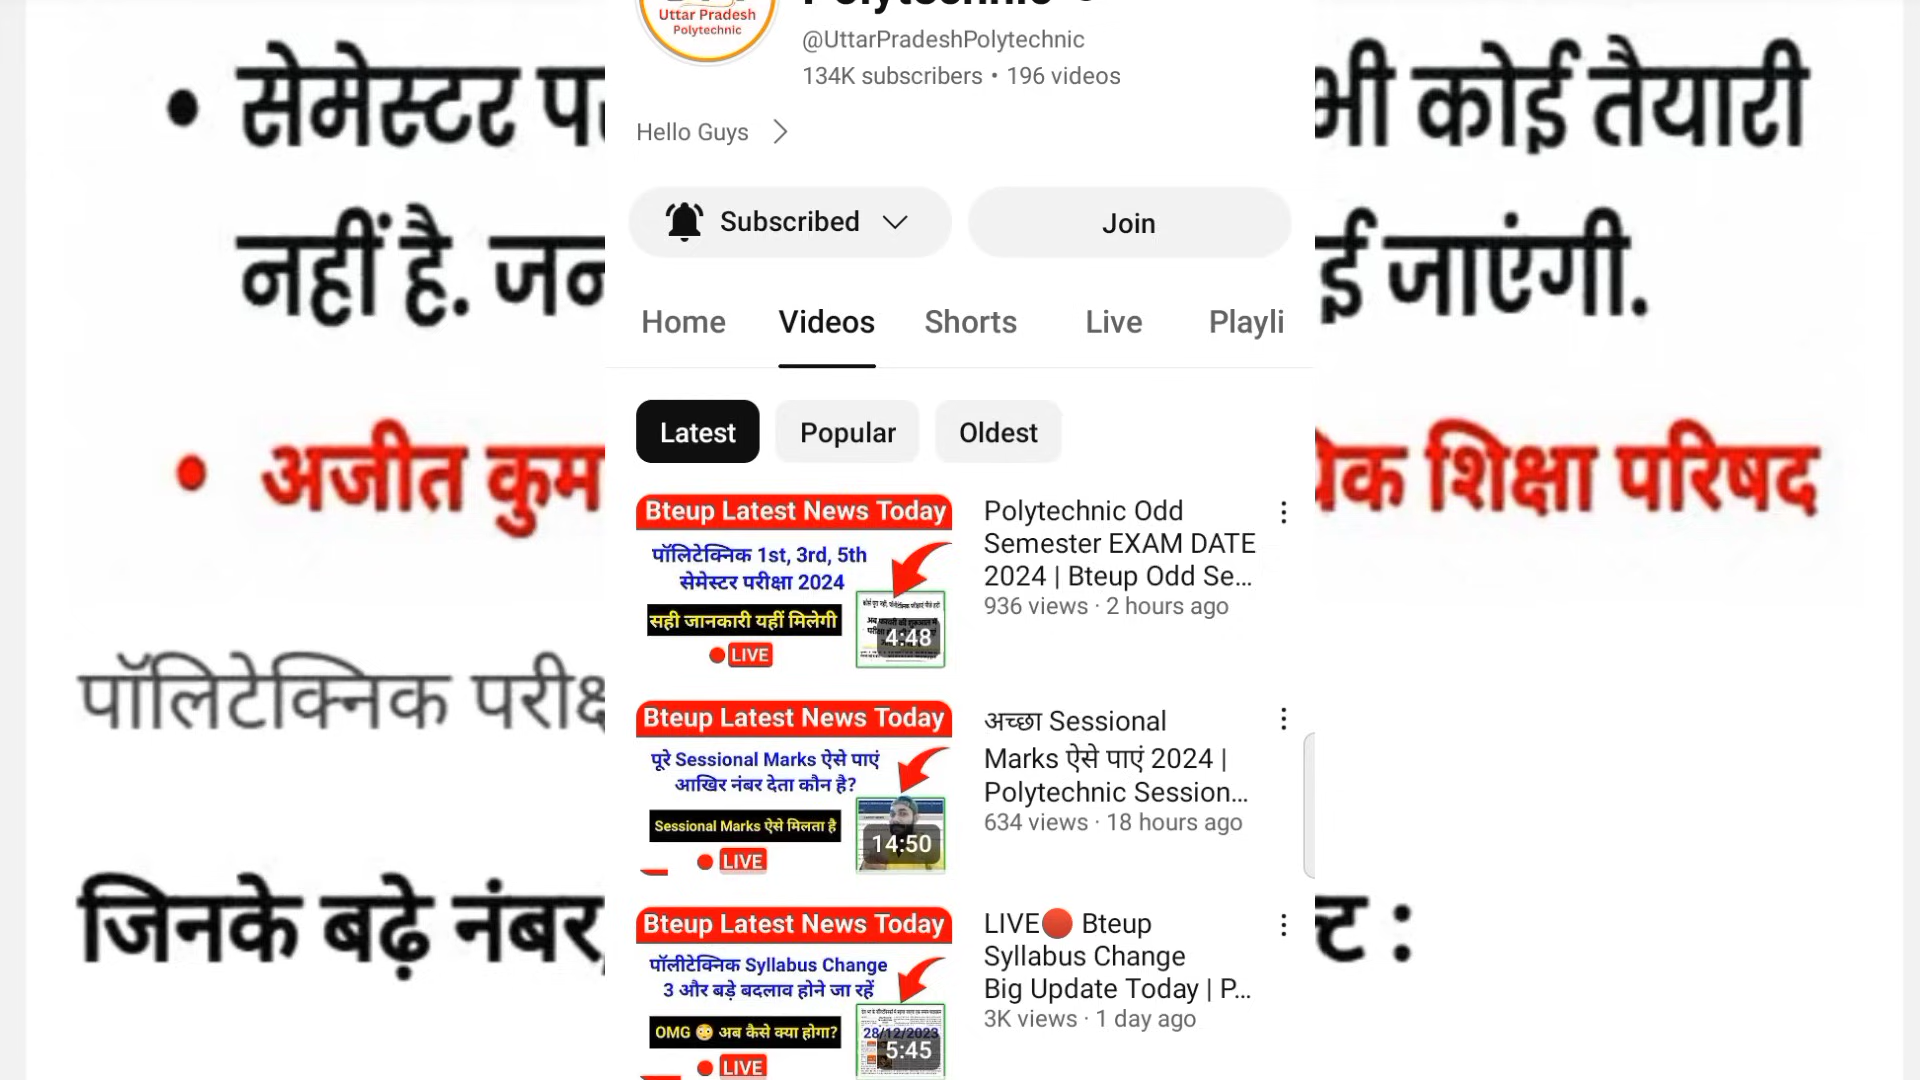 Uttar Pradesh
Polytechnic
@UttarPradeshPolytechnic
134K subscribers • 196 videos
Hello Guys
Subscribed
Join
Home Videos Shorts Live Playli
Latest Popular Oldest
Bteup Latest News Today
पॉलिटेक्निक 1st, 3rd, 5th
सेमेस्टर परीक्षा 2024
सही जानकारी यहीं मिलेगी
LIVE
4:48
Polytechnic Odd
Semester EXAM DATE
2024 | Bteup Odd Se...
936 views · 2 hours ago
Bteup Latest News Today
पूरे Sessional Marks ऐसे पाएं
आखिर नंबर देता कौन है?
Sessional Marks ऐसे मिलता है
LIVE
14:50
अच्छा Sessional
Marks ऐसे पाएं 2024 |
Polytechnic Session...
634 views · 18 hours ago
Bteup Latest News Today
पॉलीटेक्निक Syllabus Change
3 और बड़े बदलाव होने जा रहें
OMG 😳 अब कैसे क्या होगा?
LIVE
28/12/2023
5:45
LIVE🔴 Bteup
Syllabus Change
Big Update Today | P...
3K views · 1 day ago
• सेमेस्टर
नहीं है.
• अजीत
पॉलिटेक्निक
जिनके बढ़े नंबर,
भी कोई तैयारी
जाएंगी.
शिक्षा परिषद